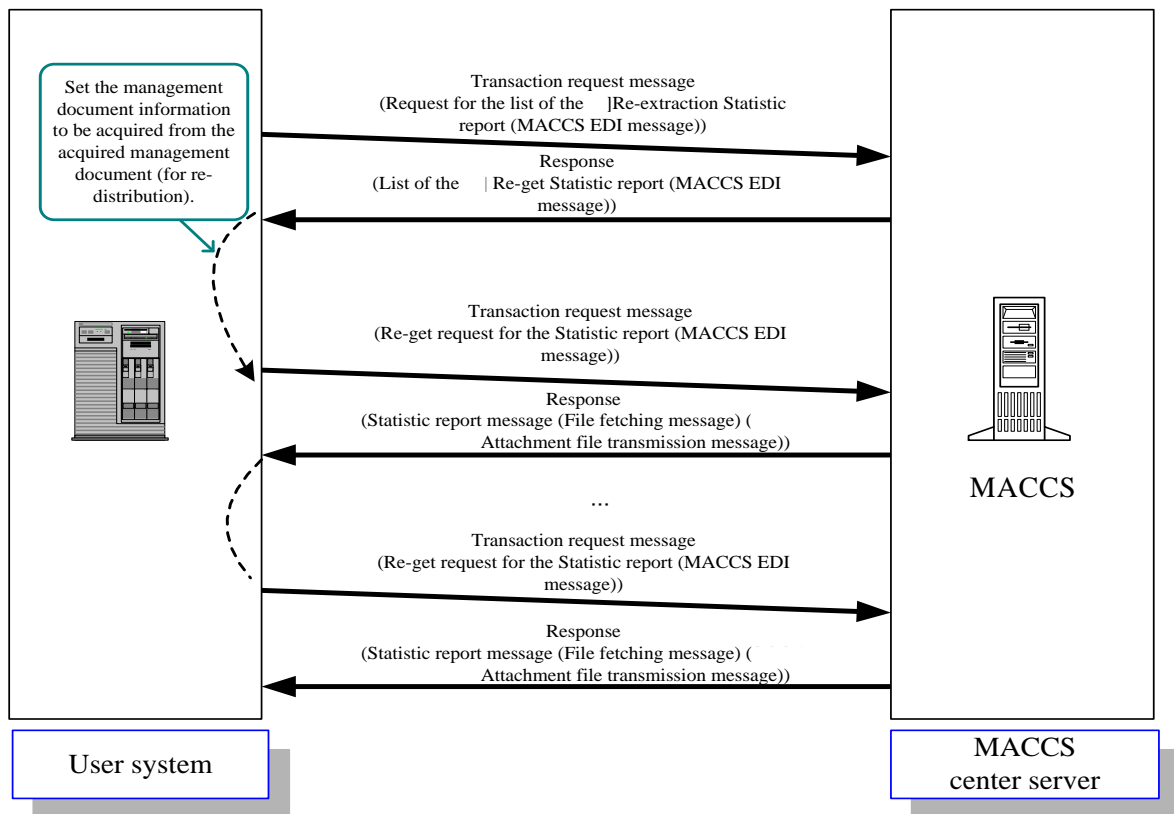 Set the management
document information
to be acquired from the
acquired management
document (for re-
distribution).
Transaction request message
(Request for the list of the ]Re-extraction Statistic
report (MACCS EDI message))
Response
(List of the | Re-get Statistic report (MACCS EDI
message))
Transaction request message
(Re-get request for the Statistic report (MACCS EDI
message))
Response
(Statistic report message (File fetching message) (
Attachment file transmission message))
...
Transaction request message
(Re-get request for the Statistic report (MACCS EDI
message))
Response
(Statistic report message (File fetching message) (
Attachment file transmission message))
MACCS
User system
MACCS
center server